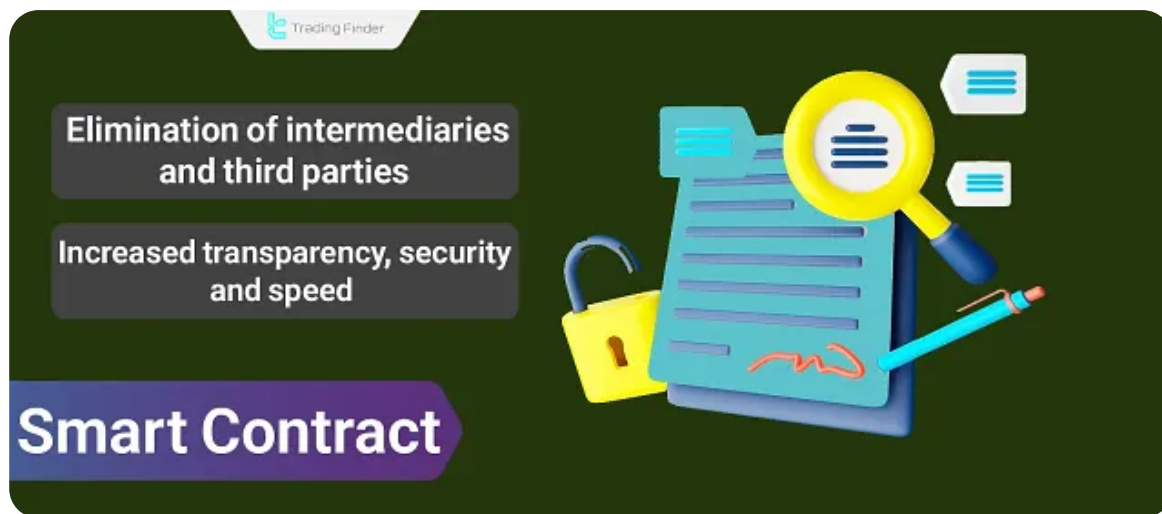 Trading Finder
Elimination of intermediaries
and third parties
Increased transparency, security
and speed
Smart Contract